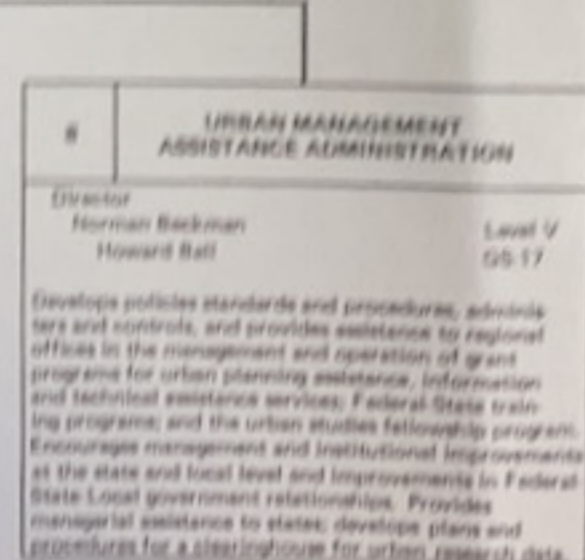 URBAN MANAGEMENT
ASSISTANCE ADMINISTRATION
Director
Norman Beckman
Level V
Howard Ball
GS-17
Develops policies standards and procedures, adminis-
ters and controls, and provides assistance to regional
offices in the management and operation of grant
programs for urban planning assistance, information
and technical assistance services; Federal-State train-
ing programs; and the urban studies fellowship program.
Encourages management and institutional improvements
at the state and local level and improvements in Federal
State Local government relationships. Provides
managerial assistance to states; develops plans and
procedures for a clearinghouse for urban research data